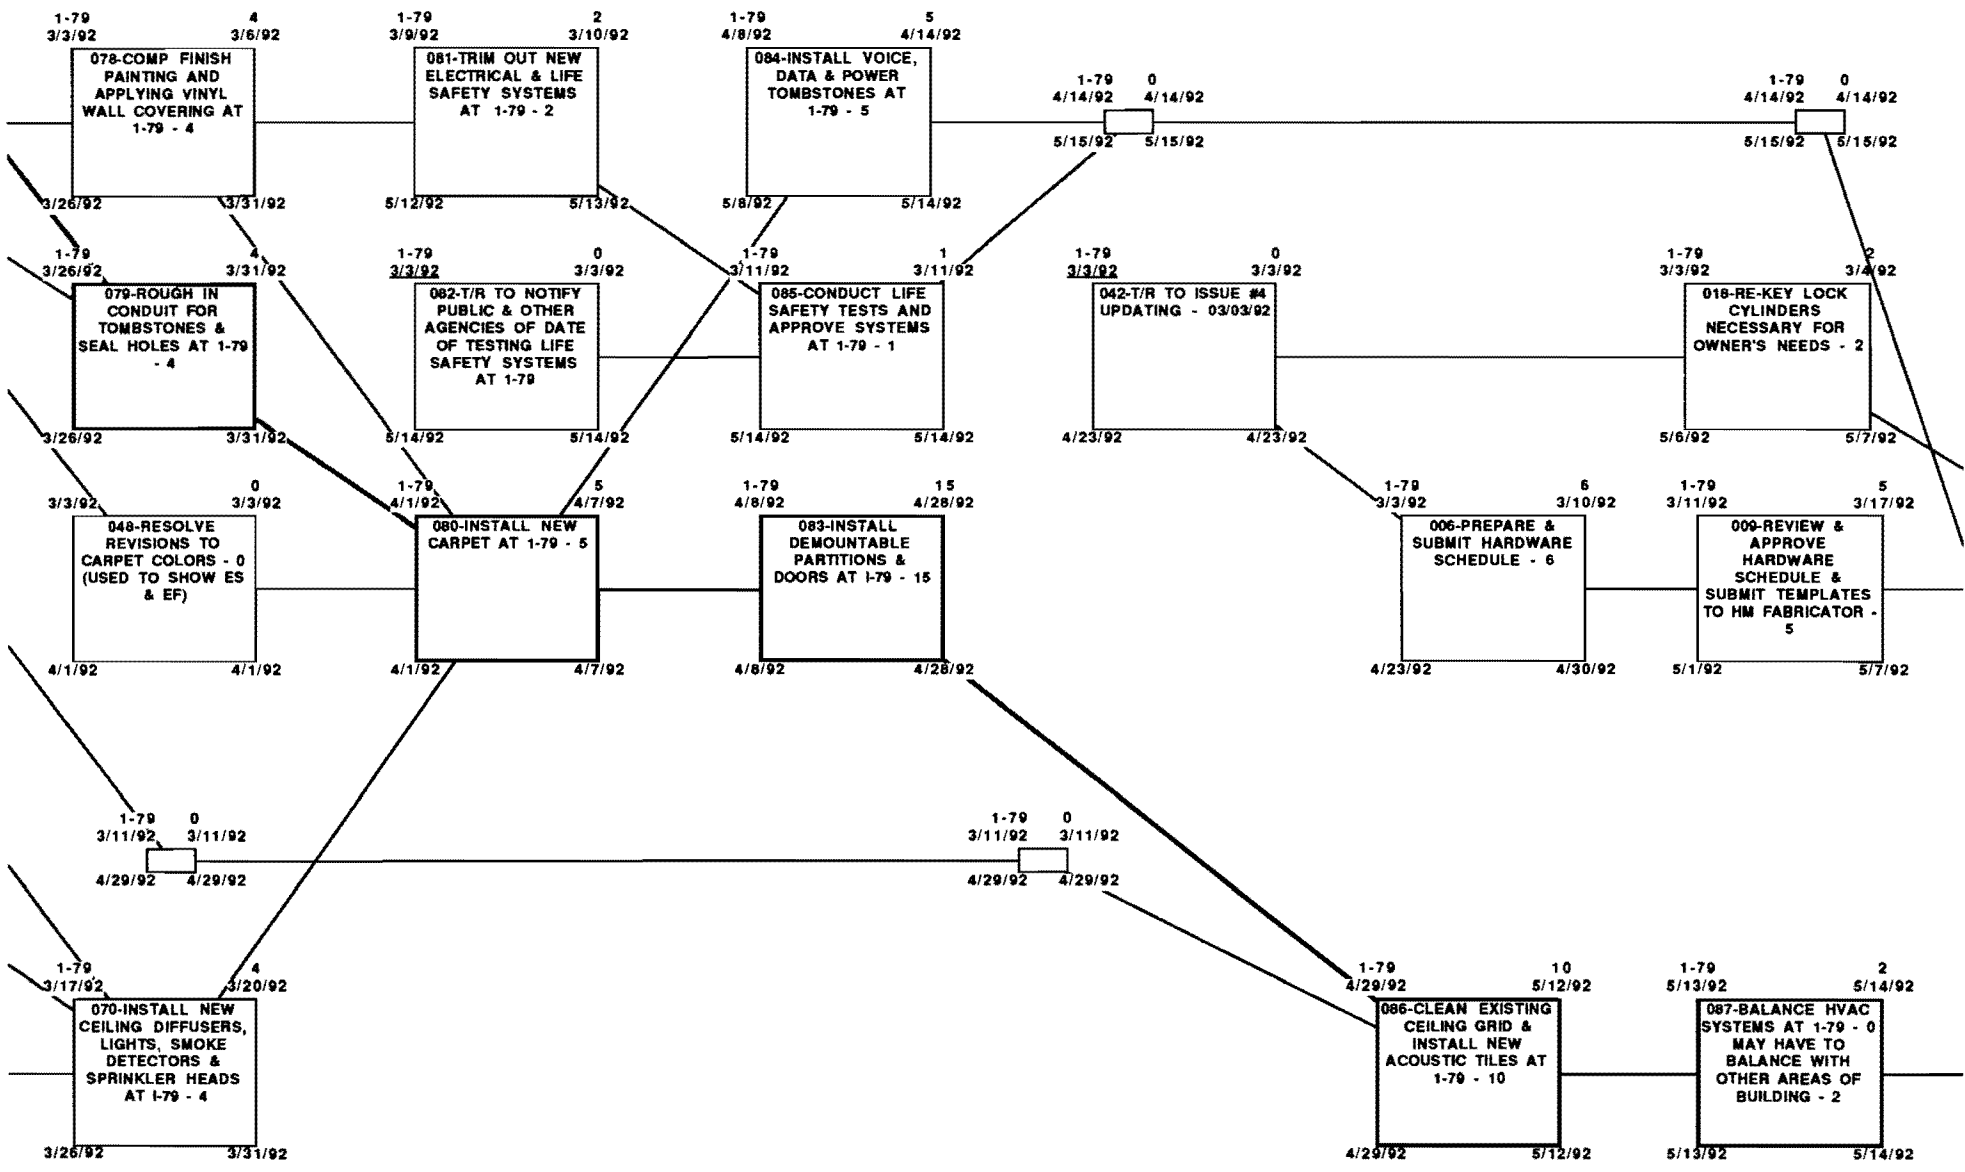 1-79 4
3/3/92 3/6/92
078-COMP FINISH
PAINTING AND
APPLYING VINYL
WALL COVERING AT
1-79 - 4
3/26/92 3/31/92
1-79 2
3/9/92 3/10/92
081-TRIM OUT NEW
ELECTRICAL & LIFE
SAFETY SYSTEMS
AT 1-79 - 2
5/12/92 5/13/92
1-79 5
4/8/92 4/14/92
084-INSTALL VOICE,
DATA & POWER
TOMBSTONES AT
1-79 - 5
5/8/92 5/14/92
1-79 0
4/14/92 4/14/92
5/15/92 5/15/92
1-79 0
4/14/92 4/14/92
5/15/92 5/15/92
1-79 4
3/26/92 3/31/92
079-ROUGH IN
CONDUIT FOR
TOMBSTONES &
SEAL HOLES AT 1-79
- 4
3/26/92 3/31/92
1-79 0
3/3/92 3/3/92
082-T/R TO NOTIFY
PUBLIC & OTHER
AGENCIES OF DATE
OF TESTING LIFE
SAFETY SYSTEMS
AT 1-79
5/14/92 5/14/92
1-79 1
3/11/92 3/11/92
085-CONDUCT LIFE
SAFETY TESTS AND
APPROVE SYSTEMS
AT 1-79 - 1
5/14/92 5/14/92
1-79 0
3/3/92 3/3/92
042-T/R TO ISSUE #4
UPDATING - 03/03/92
4/23/92 4/23/92
1-79 2
3/3/92 3/4/92
018-RE-KEY LOCK
CYLINDERS
NECESSARY FOR
OWNER'S NEEDS - 2
5/6/92 5/7/92
0
3/3/92 3/3/92
048-RESOLVE
REVISIONS TO
CARPET COLORS - 0
(USED TO SHOW ES
& EF)
4/1/92 4/1/92
1-79 5
4/1/92 4/7/92
080-INSTALL NEW
CARPET AT 1-79 - 5
4/1/92 4/7/92
1-79 15
4/8/92 4/28/92
083-INSTALL
DEMOUNTABLE
PARTITIONS &
DOORS AT I-79 - 15
4/8/92 4/28/92
1-79 6
3/3/92 3/10/92
006-PREPARE &
SUBMIT HARDWARE
SCHEDULE - 6
4/23/92 4/30/92
1-79 5
3/11/92 3/17/92
009-REVIEW &
APPROVE
HARDWARE
SCHEDULE &
SUBMIT TEMPLATES
TO HM FABRICATOR -
5
5/1/92 5/7/92
1-79 0
3/11/92 3/11/92
4/29/92 4/29/92
1-79 0
3/11/92 3/11/92
4/29/92 4/29/92
1-79 4
3/17/92 3/20/92
070-INSTALL NEW
CEILING DIFFUSERS,
LIGHTS, SMOKE
DETECTORS &
SPRINKLER HEADS
AT I-79 - 4
3/26/92 3/31/92
1-79 10
4/29/92 5/12/92
086-CLEAN EXISTING
CEILING GRID &
INSTALL NEW
ACOUSTIC TILES AT
1-79 - 10
4/29/92 5/12/92
1-79 2
5/13/92 5/14/92
087-BALANCE HVAC
SYSTEMS AT 1-79 - 0
MAY HAVE TO
BALANCE WITH
OTHER AREAS OF
BUILDING - 2
5/13/92 5/14/92